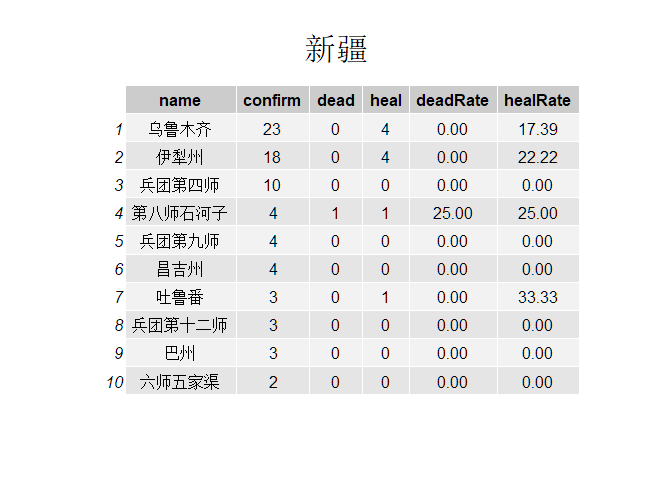 新疆
name confirm dead heal deadRate healRate
1 乌鲁木齐 23 0 4 0.00 17.39
2 伊犁州 18 0 4 0.00 22.22
3 兵团第四师 10 0 0 0.00 0.00
4 第八师石河子 4 1 1 25.00 25.00
5 兵团第九师 4 0 0 0.00 0.00
6 昌吉州 4 0 0 0.00 0.00
7 吐鲁番 3 0 1 0.00 33.33
8 兵团第十二师 3 0 0 0.00 0.00
9 巴州 3 0 0 0.00 0.00
10 六师五家渠 2 0 0 0.00 0.00